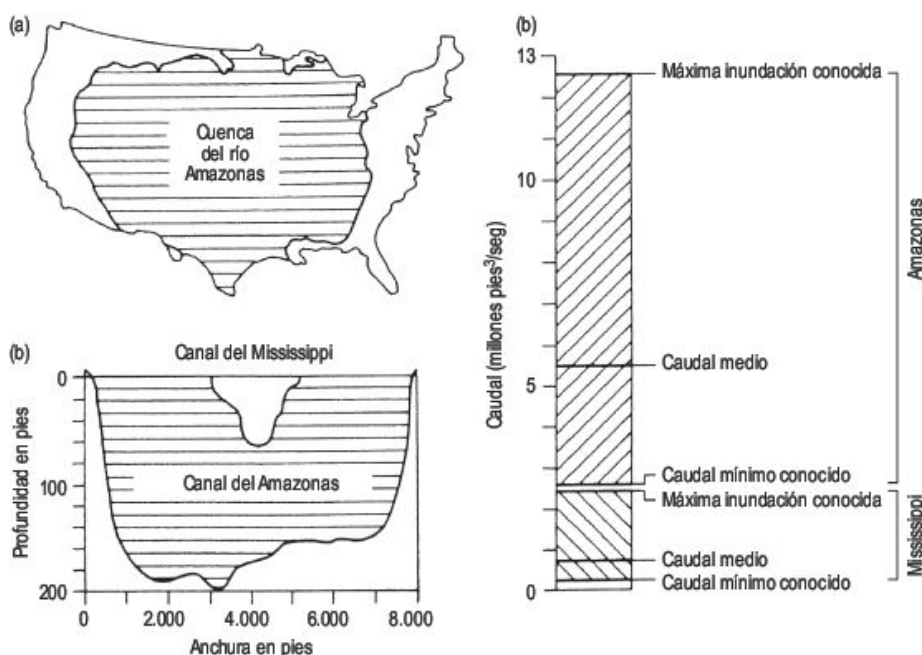 (a)
Cuenca
del río
Amazonas
(b)
Canal del Mississippi
Profundidad en pies
0
100
200
Canal del Amazonas
0
2.000
4.000
6.000
8.000
Anchura en pies
(b)
Caudal (millones pies³/seg)
13
10
5
0
Máxima inundación conocida
Caudal medio
Caudal mínimo conocido
Máxima inundación conocida
Caudal medio
Caudal mínimo conocido
Amazonas
Mississippi